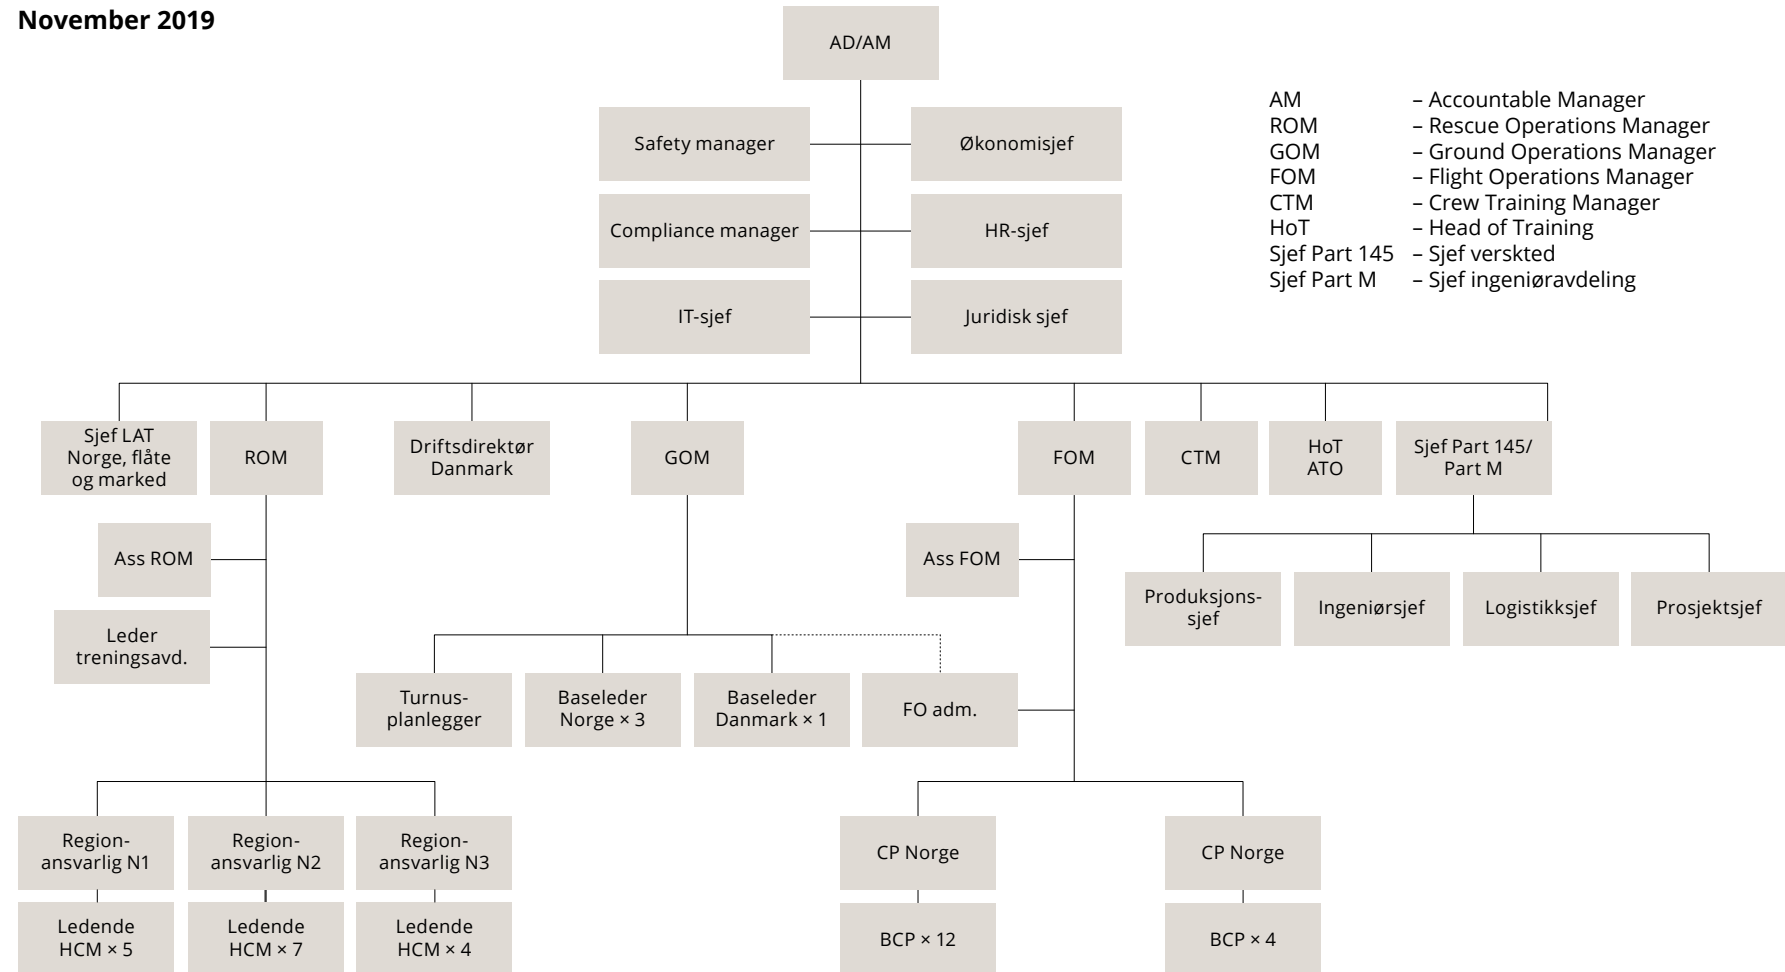 November 2019
AD/AM
Safety manager
Økonomisjef
Compliance manager
HR-sjef
IT-sjef
Juridisk sjef
AM – Accountable Manager
ROM – Rescue Operations Manager
GOM – Ground Operations Manager
FOM – Flight Operations Manager
CTM – Crew Training Manager
HoT – Head of Training
Sjef Part 145 – Sjef verskted
Sjef Part M – Sjef ingeniøravdeling
Sjef LAT
Norge, flåte
og marked
ROM
Driftsdirektør
Danmark
GOM
FOM
CTM
HoT
ATO
Sjef Part 145/
Part M
Ass ROM
Leder
treningsavd.
Ass FOM
Produksjons-
sjef
Ingeniørsjef
Logistikksjef
Prosjektsjef
Turnus-
planlegger
Baseleder
Norge × 3
Baseleder
Danmark × 1
FO adm.
Region-
ansvarlig N1
Region-
ansvarlig N2
Region-
ansvarlig N3
CP Norge
CP Norge
Ledende
HCM × 5
Ledende
HCM × 7
Ledende
HCM × 4
BCP × 12
BCP × 4